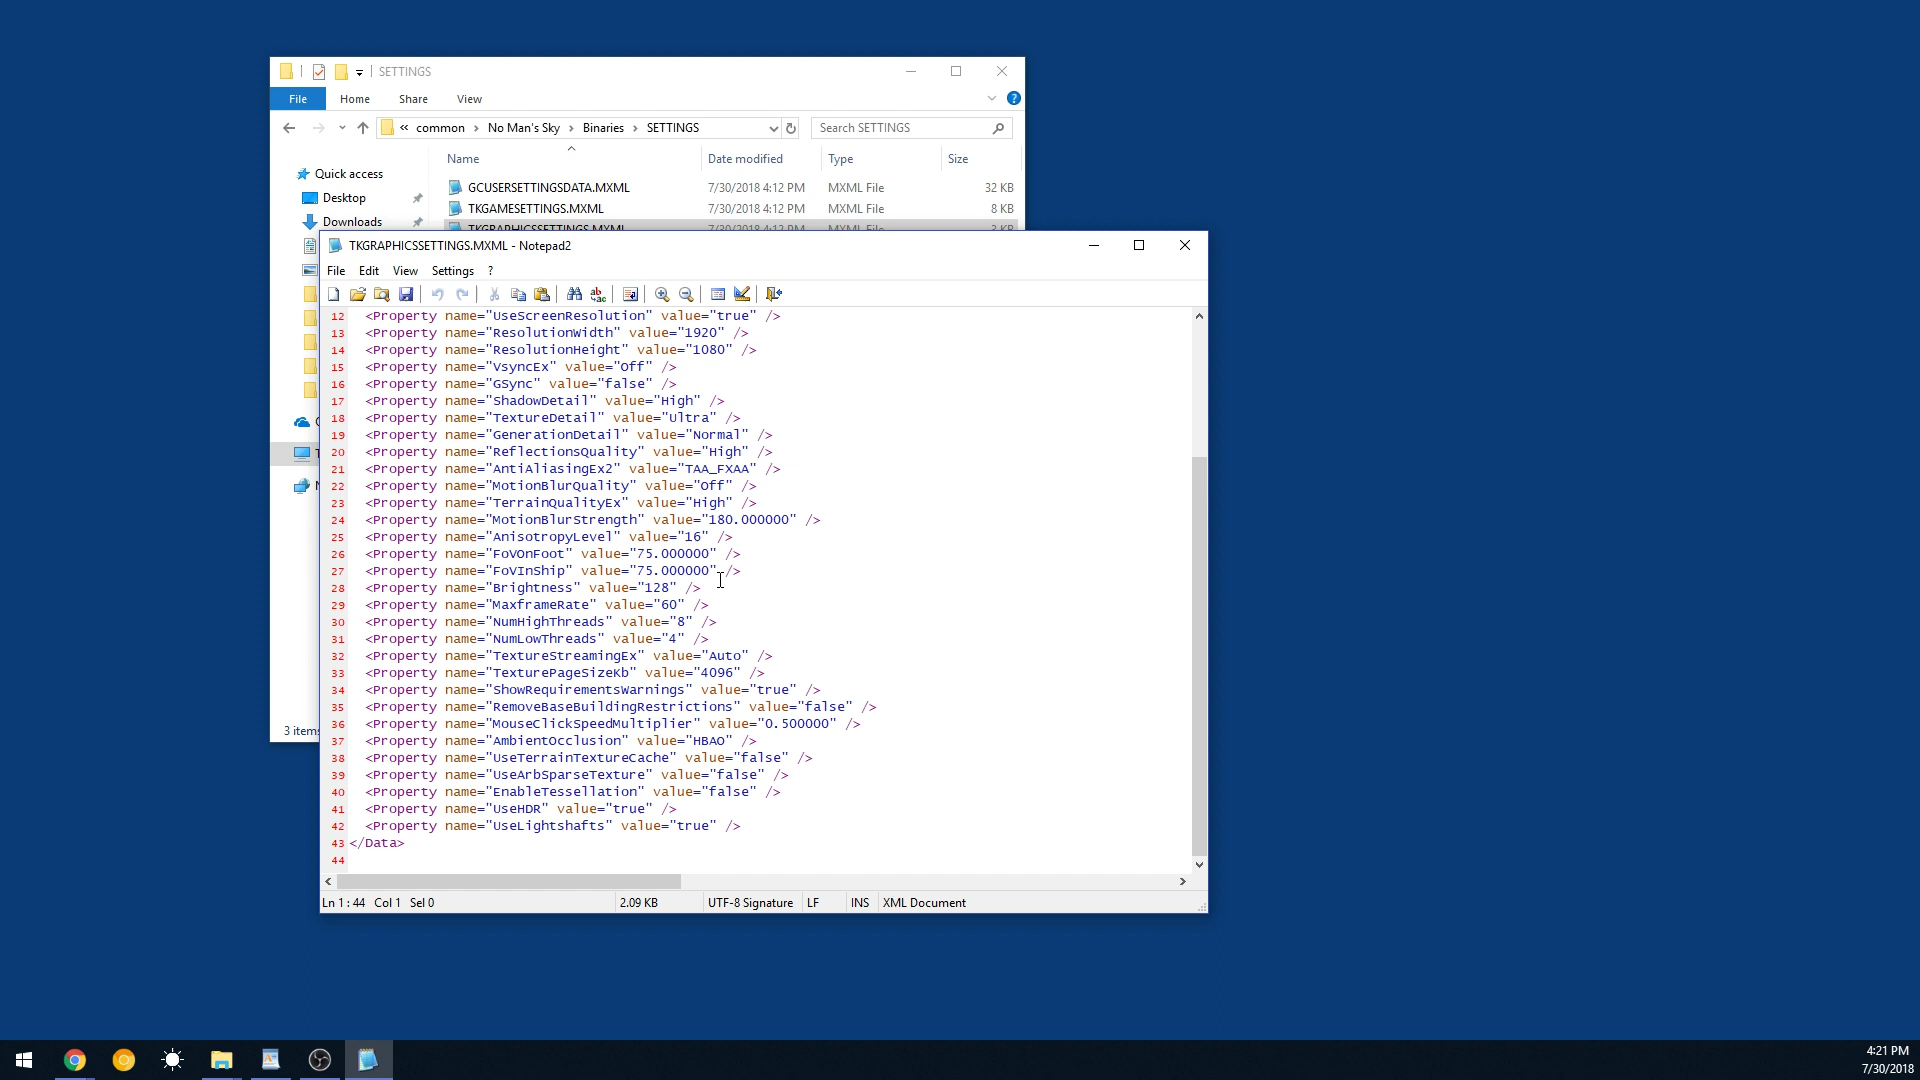 SETTINGS
File Home Share View
« common › No Man's Sky › Binaries › SETTINGS
Search SETTINGS
Name Date modified Type Size
Quick access
Desktop
Downloads
GCUSERSETTINGSDATA.MXML 7/30/2018 4:12 PM MXML File 32 KB
TKGAMESETTINGS.MXML 7/30/2018 4:12 PM MXML File 8 KB
TKGRAPHICSSETTINGS.MXML 7/30/2018 4:12 PM MXML File 3 KB
3 items
TKGRAPHICSSETTINGS.MXML - Notepad2
File Edit View Settings ?
12 <Property name="UseScreenResolution" value="true" />
13 <Property name="ResolutionWidth" value="1920" />
14 <Property name="ResolutionHeight" value="1080" />
15 <Property name="VsyncEx" value="Off" />
16 <Property name="GSync" value="false" />
17 <Property name="ShadowDetail" value="High" />
18 <Property name="TextureDetail" value="Ultra" />
19 <Property name="GenerationDetail" value="Normal" />
20 <Property name="ReflectionsQuality" value="High" />
21 <Property name="AntiAliasingEx2" value="TAA_FXAA" />
22 <Property name="MotionBlurQuality" value="Off" />
23 <Property name="TerrainQualityEx" value="High" />
24 <Property name="MotionBlurStrength" value="180.000000" />
25 <Property name="AnisotropyLevel" value="16" />
26 <Property name="FoVOnFoot" value="75.000000" />
27 <Property name="FoVInShip" value="75.000000" />
28 <Property name="Brightness" value="128" />
29 <Property name="MaxframeRate" value="60" />
30 <Property name="NumHighThreads" value="8" />
31 <Property name="NumLowThreads" value="4" />
32 <Property name="TextureStreamingEx" value="Auto" />
33 <Property name="TexturePageSizeKb" value="4096" />
34 <Property name="ShowRequirementsWarnings" value="true" />
35 <Property name="RemoveBaseBuildingRestrictions" value="false" />
36 <Property name="MouseClickSpeedMultiplier" value="0.500000" />
37 <Property name="AmbientOcclusion" value="HBAO" />
38 <Property name="UseTerrainTextureCache" value="false" />
39 <Property name="UseArbSparseTexture" value="false" />
40 <Property name="EnableTessellation" value="false" />
41 <Property name="UseHDR" value="true" />
42 <Property name="UseLightshafts" value="true" />
43 </Data>
44
Ln 1 : 44 Col 1 Sel 0 2.09 KB UTF-8 Signature LF INS XML Document
4:21 PM
7/30/2018